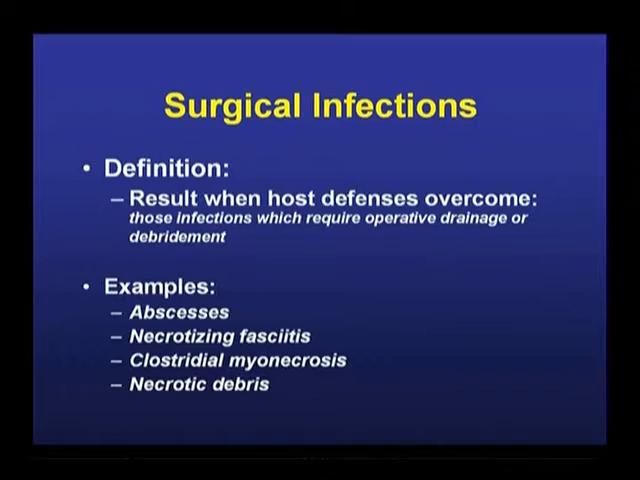 Surgical Infections
• Definition:
– Result when host defenses overcome:
those infections which require operative drainage or
debridement
• Examples:
– Abscesses
– Necrotizing fasciitis
– Clostridial myonecrosis
– Necrotic debris